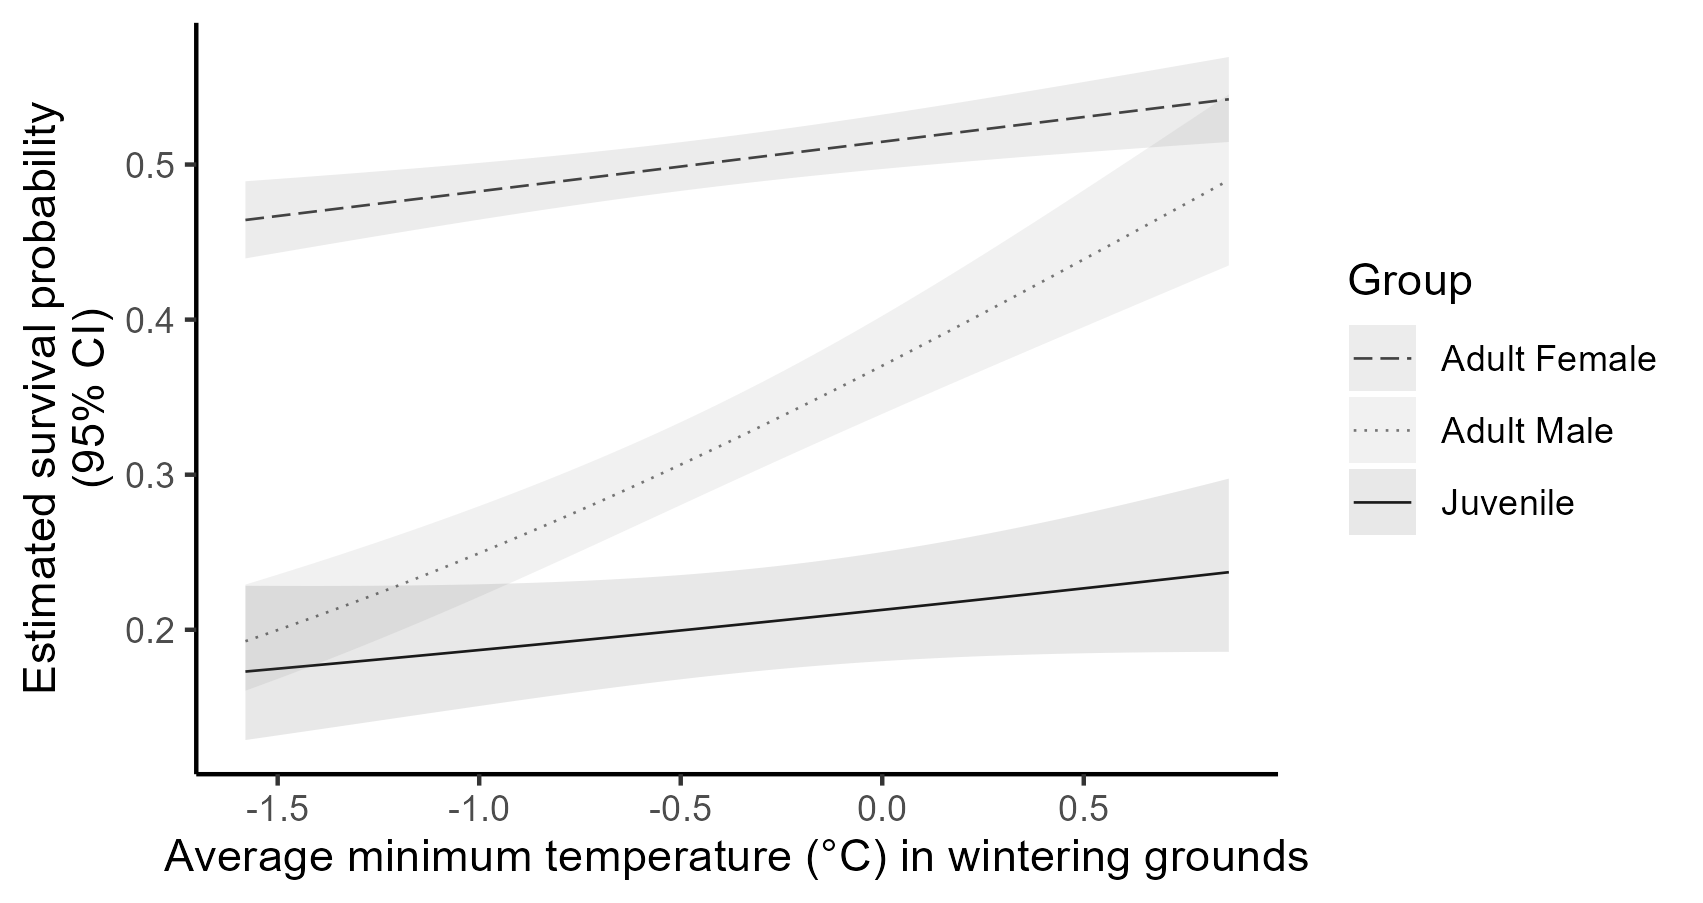 Estimated survival probability
(95% CI)
0.5
0.4
0.3
0.2
-1.5 -1.0 -0.5 0.0 0.5
Average minimum temperature (°C) in wintering grounds
Group
Adult Female
Adult Male
Juvenile